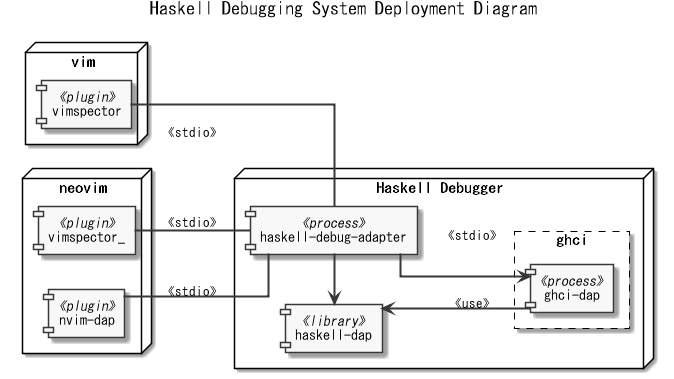 Haskell Debugging System Deployment Diagram
vim
《plugin》
vimspector
《stdio》
neovim
《plugin》
vimspector_
《stdio》
《plugin》
nvim-dap
《stdio》
Haskell Debugger
《process》
haskell-debug-adapter
《stdio》
ghci
《process》
ghci-dap
《use》
《library》
haskell-dap